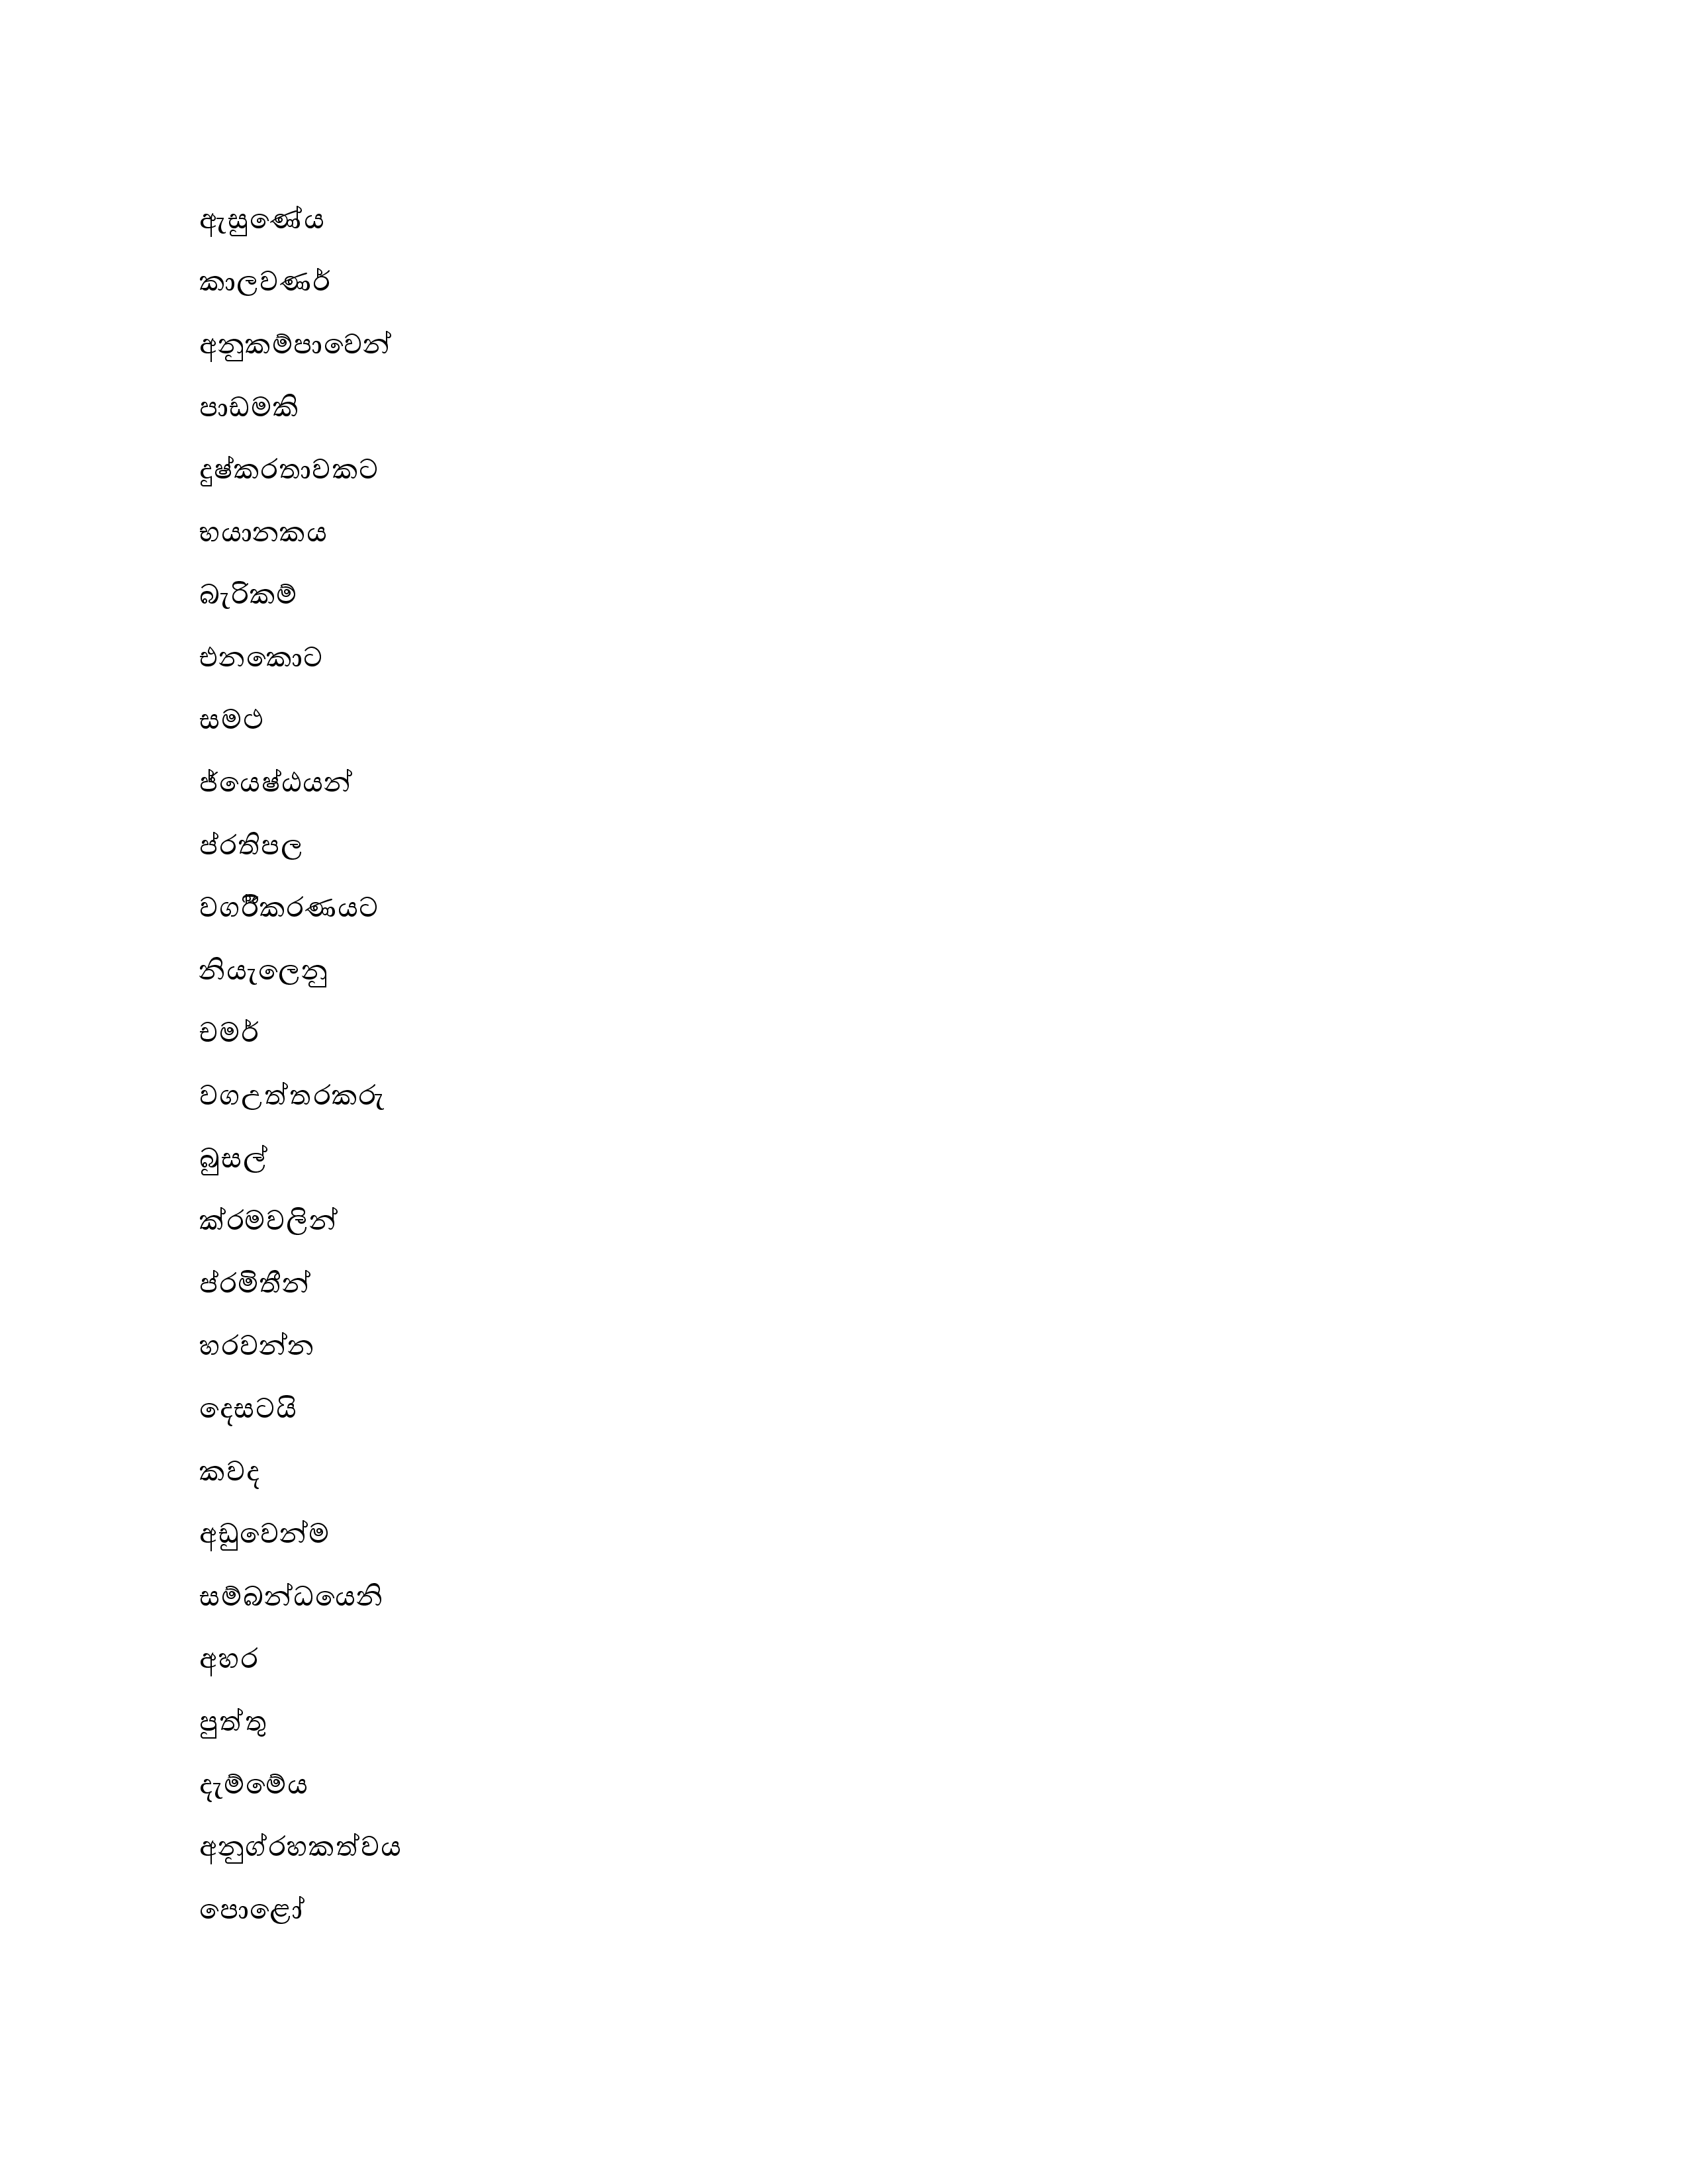 ඇසුණේය
කාලවණර්
අනුකම්පාවෙන්
පාඩමකි
දුෂ්කරතාවකට
භයානකය
බැරිකම්
එනකොට
සමථ
ජ්යෙෂ්ඨයන්
ප්රතිපල
වගර්‍රීකරණයට
නියැලෙනු
චමර්
වගඋත්තරකරු
බුසල්
ක්රමවලින්
ප්රමිතීන්
හරවන්න
දෙසටයි
කවද
අඩුවෙන්ම
සම්බන්ධයෙනි
අහර
පුත්තු
දැම්මේය
අනුග්රහකත්වය
පොළෝ